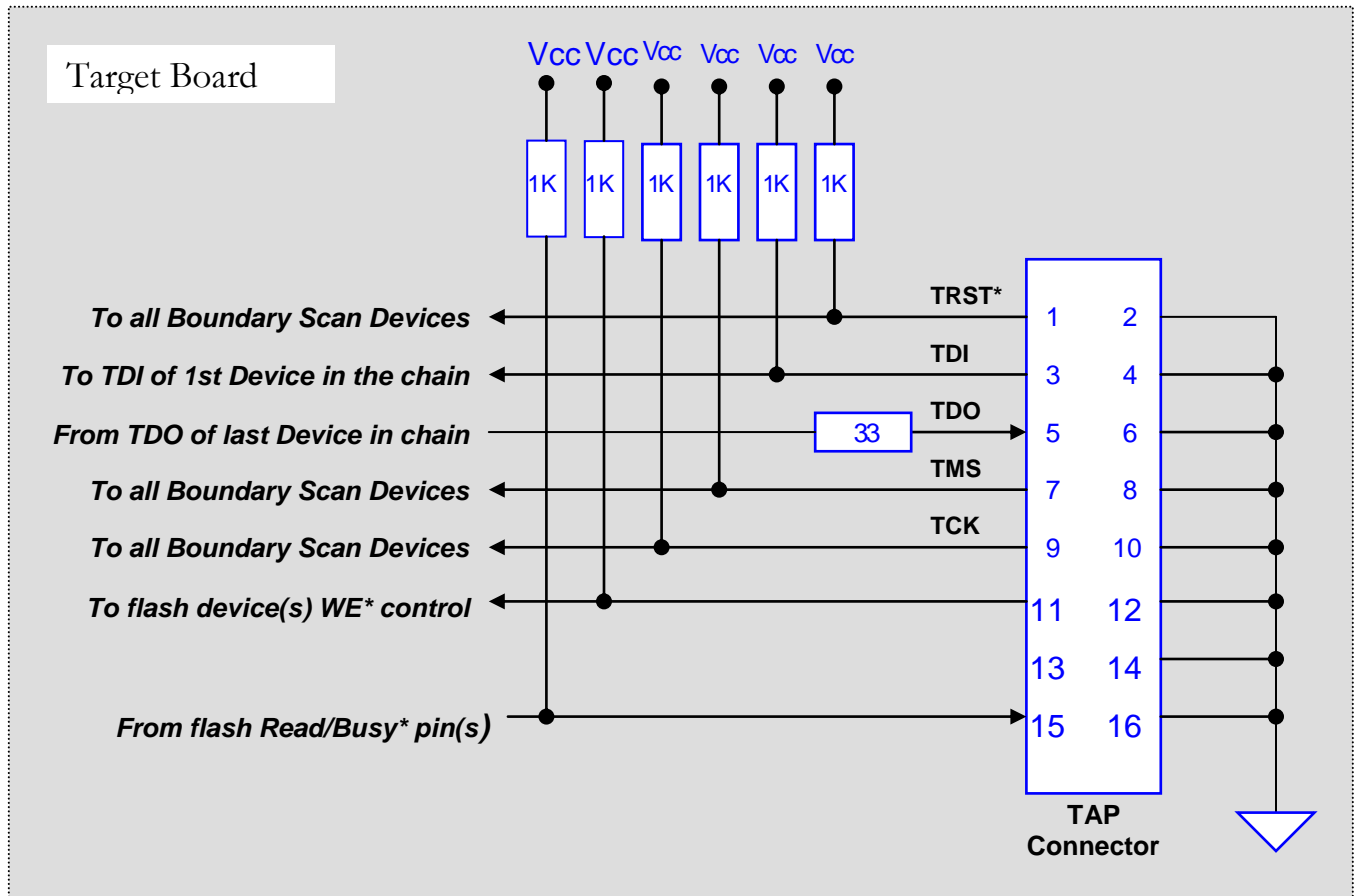 Target Board
Vcc Vcc Vcc Vcc Vcc Vcc
1K 1K 1K 1K 1K 1K
To all Boundary Scan Devices TRST* 1 2
To TDI of 1st Device in the chain TDI 3 4
From TDO of last Device in chain 33 TDO 5 6
To all Boundary Scan Devices TMS 7 8
To all Boundary Scan Devices TCK 9 10
To flash device(s) WE* control 11 12
13 14
From flash Read/Busy* pin(s) 15 16
TAP
Connector